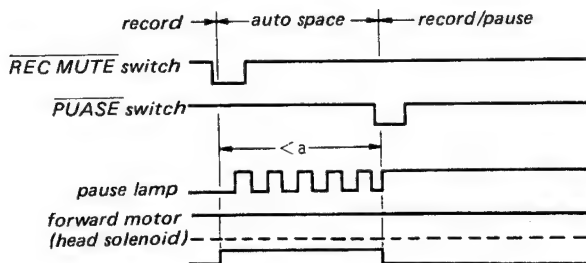 record auto space record/pause
REC MUTE switch
PUASE switch
< a
pause lamp
forward motor
(head solenoid)